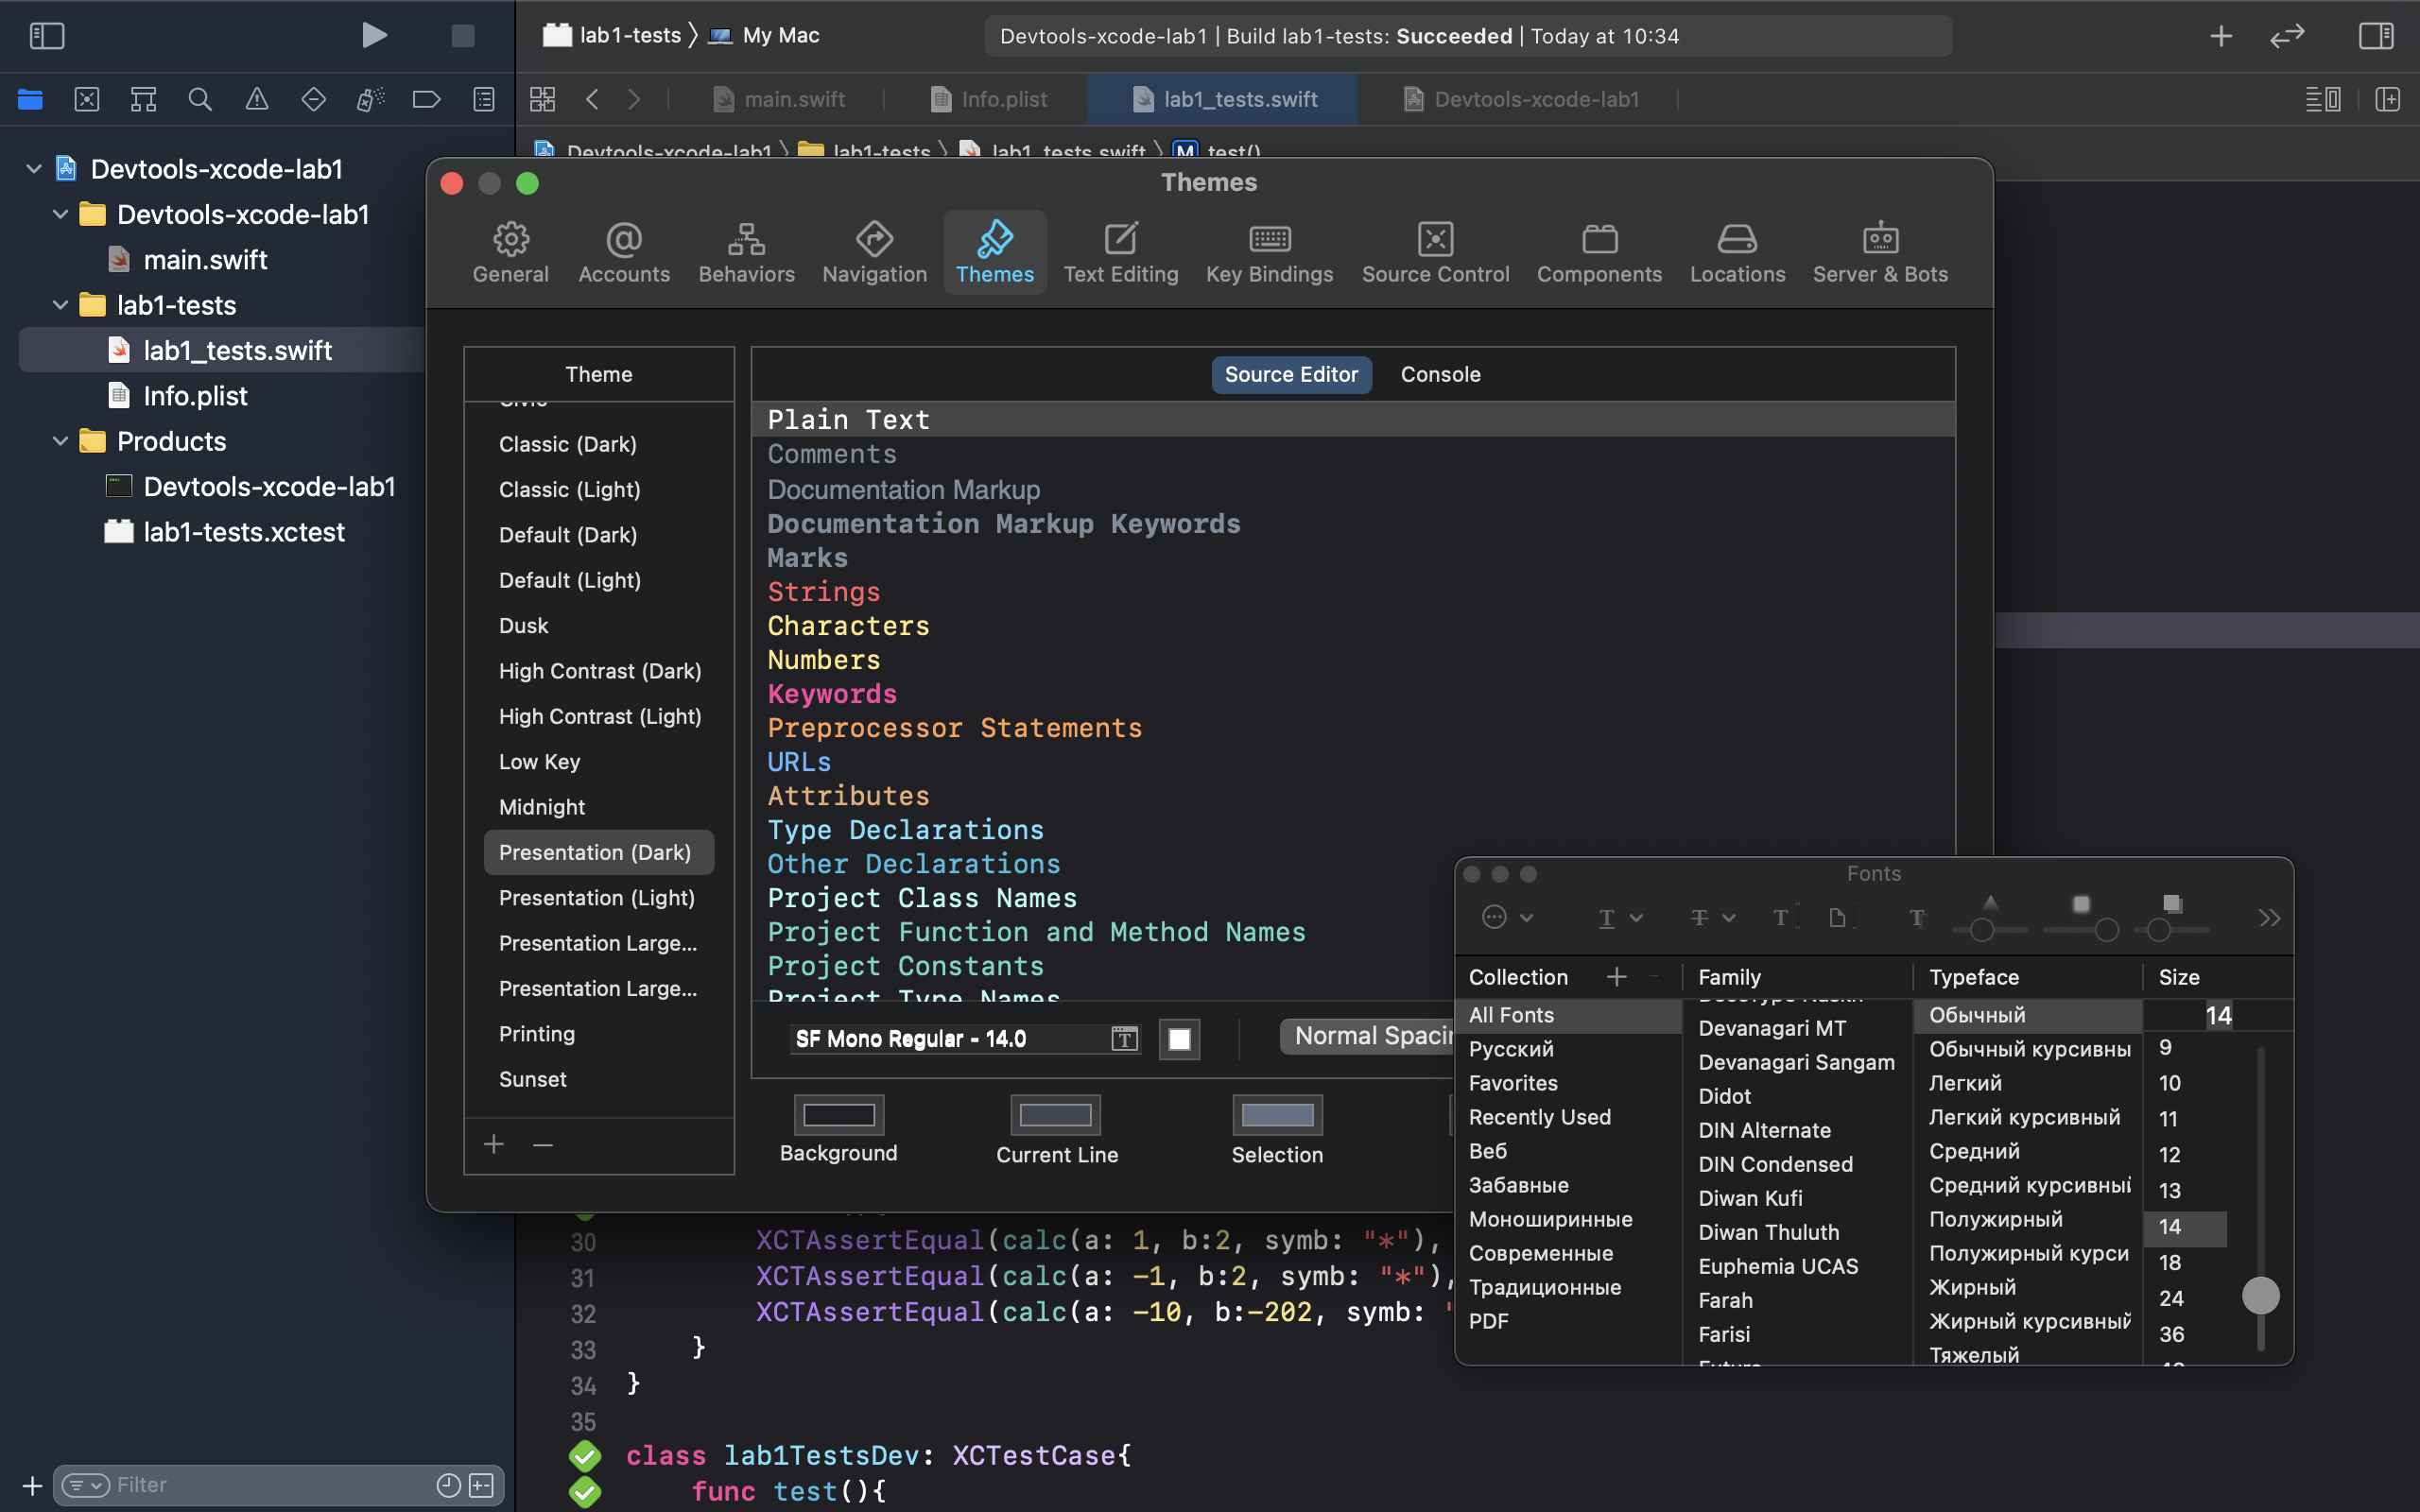 lab1-tests
My Mac
Devtools-xcode-lab1 | Build lab1-tests: Succeeded | Today at 10:34
main.swift
Info.plist
lab1_tests.swift
Devtools-xcode-lab1
Devtools-xcode-lab1
lab1-tests
lab1_tests.swift
M
test()
Devtools-xcode-lab1
Devtools-xcode-lab1
main.swift
lab1-tests
lab1_tests.swift
Info.plist
Products
Devtools-xcode-lab1
lab1-tests.xctest
Filter
Themes
General
Accounts
Behaviors
Navigation
Themes
Text Editing
Key Bindings
Source Control
Components
Locations
Server & Bots
Theme
Civic
Classic (Dark)
Classic (Light)
Default (Dark)
Default (Light)
Dusk
High Contrast (Dark)
High Contrast (Light)
Low Key
Midnight
Presentation (Dark)
Presentation (Light)
Presentation Large...
Presentation Large...
Printing
Sunset
Source Editor
Console
Plain Text
Comments
Documentation Markup
Documentation Markup Keywords
Marks
Strings
Characters
Numbers
Keywords
Preprocessor Statements
URLs
Attributes
Type Declarations
Other Declarations
Project Class Names
Project Function and Method Names
Project Constants
Project Type Names
SF Mono Regular - 14.0
Normal Spacin
Background
Current Line
Selection
Fonts
Collection
All Fonts
Русский
Favorites
Recently Used
Веб
Забавные
Моноширинные
Современные
Традиционные
PDF
Family
Devanagari MT
Devanagari Sangam
Didot
DIN Alternate
DIN Condensed
Diwan Kufi
Diwan Thuluth
Euphemia UCAS
Farah
Farisi
Typeface
Обычный
Обычный курсивны
Легкий
Легкий курсивный
Средний
Средний курсивны
Полужирный
Полужирный курси
Жирный
Жирный курсивный
Тяжелый
Size
14
9
10
11
12
13
14
18
24
36
30 XCTAssertEqual(calc(a: 1, b:2, symb: "*"),
31 XCTAssertEqual(calc(a: -1, b:2, symb: "*"),
32 XCTAssertEqual(calc(a: -10, b:-202, symb: "
33 }
34 }
35
class lab1TestsDev: XCTestCase{
func test(){